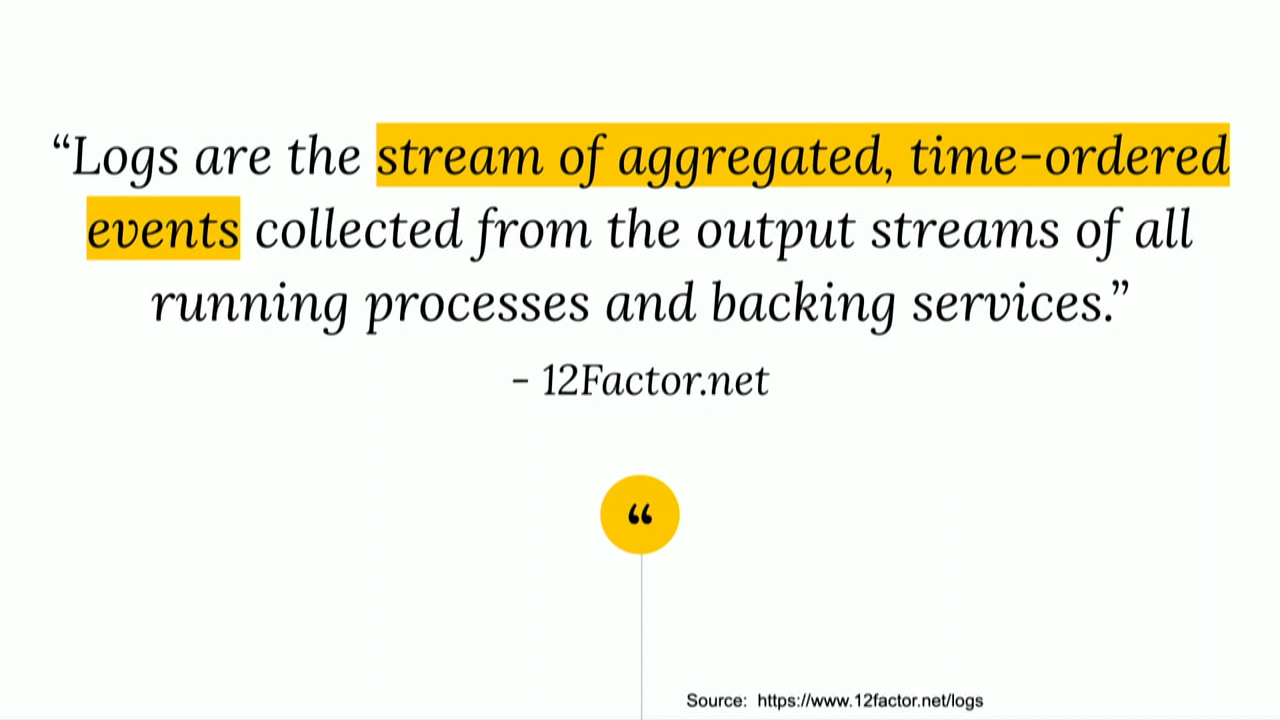 “Logs are the stream of aggregated, time-ordered
events collected from the output streams of all
running processes and backing services.”
– 12Factor.net
“
Source: https://www.12factor.net/logs